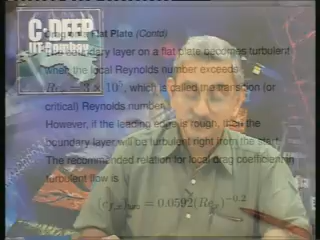 C-DEEP
IIT Bombay
Drag on a Flat Plate (Contd)
boundary layer on a flat plate becomes turbulent
when the local Reynolds number exceeds
which is called the transition (or
critical) Reynolds number.
However, if the leading edge is rough, then the
boundary layer will be turbulent right from the start.
The recommended relation for local drag coefficient in
turbulent flow is
= 0.0592(Reₓ)⁻⁰·²